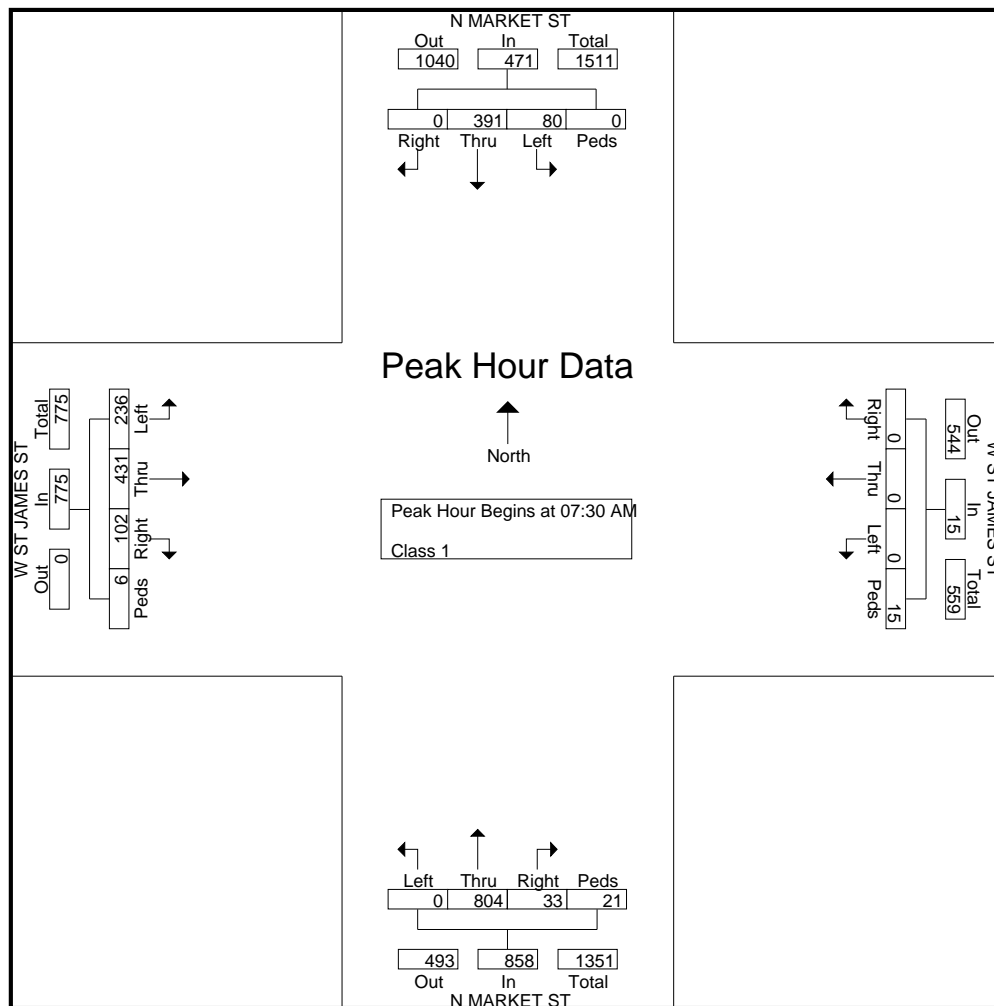 N MARKET ST
Out In Total
1040 471 1511
0 391 80 0
Right Thru Left Peds
Peak Hour Data
North
Peak Hour Begins at 07:30 AM
Class 1
W ST JAMES ST
Out In Total
0 775 775
Peds Right Thru Left
6 102 431 236
W ST JAMES ST
Out In Total
544 15 559
0 0 0 15
Right Thru Left Peds
Left Thru Right Peds
0 804 33 21
493 858 1351
Out In Total
N MARKET ST